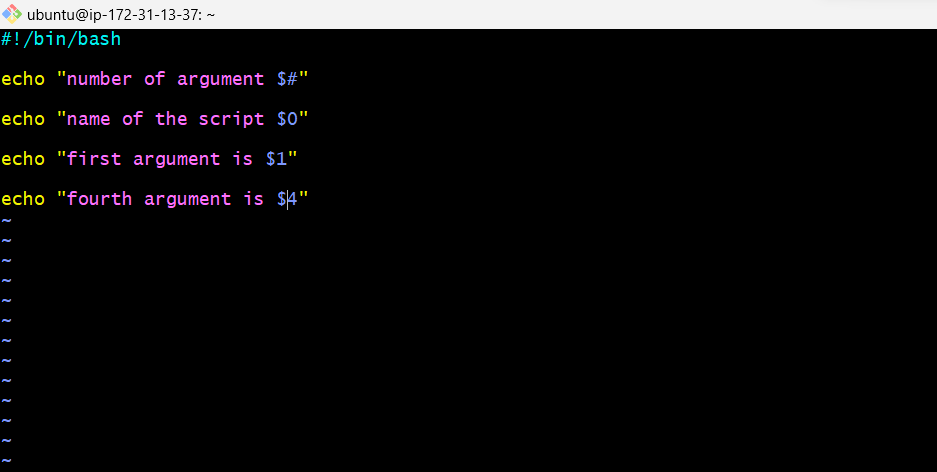 ubuntu@ip-172-31-13-37: ~
#!/bin/bash
echo "number of argument $#"
echo "name of the script $0"
echo "first argument is $1"
echo "fourth argument is $4"
~
~
~
~
~
~
~
~
~
~
~
~
~